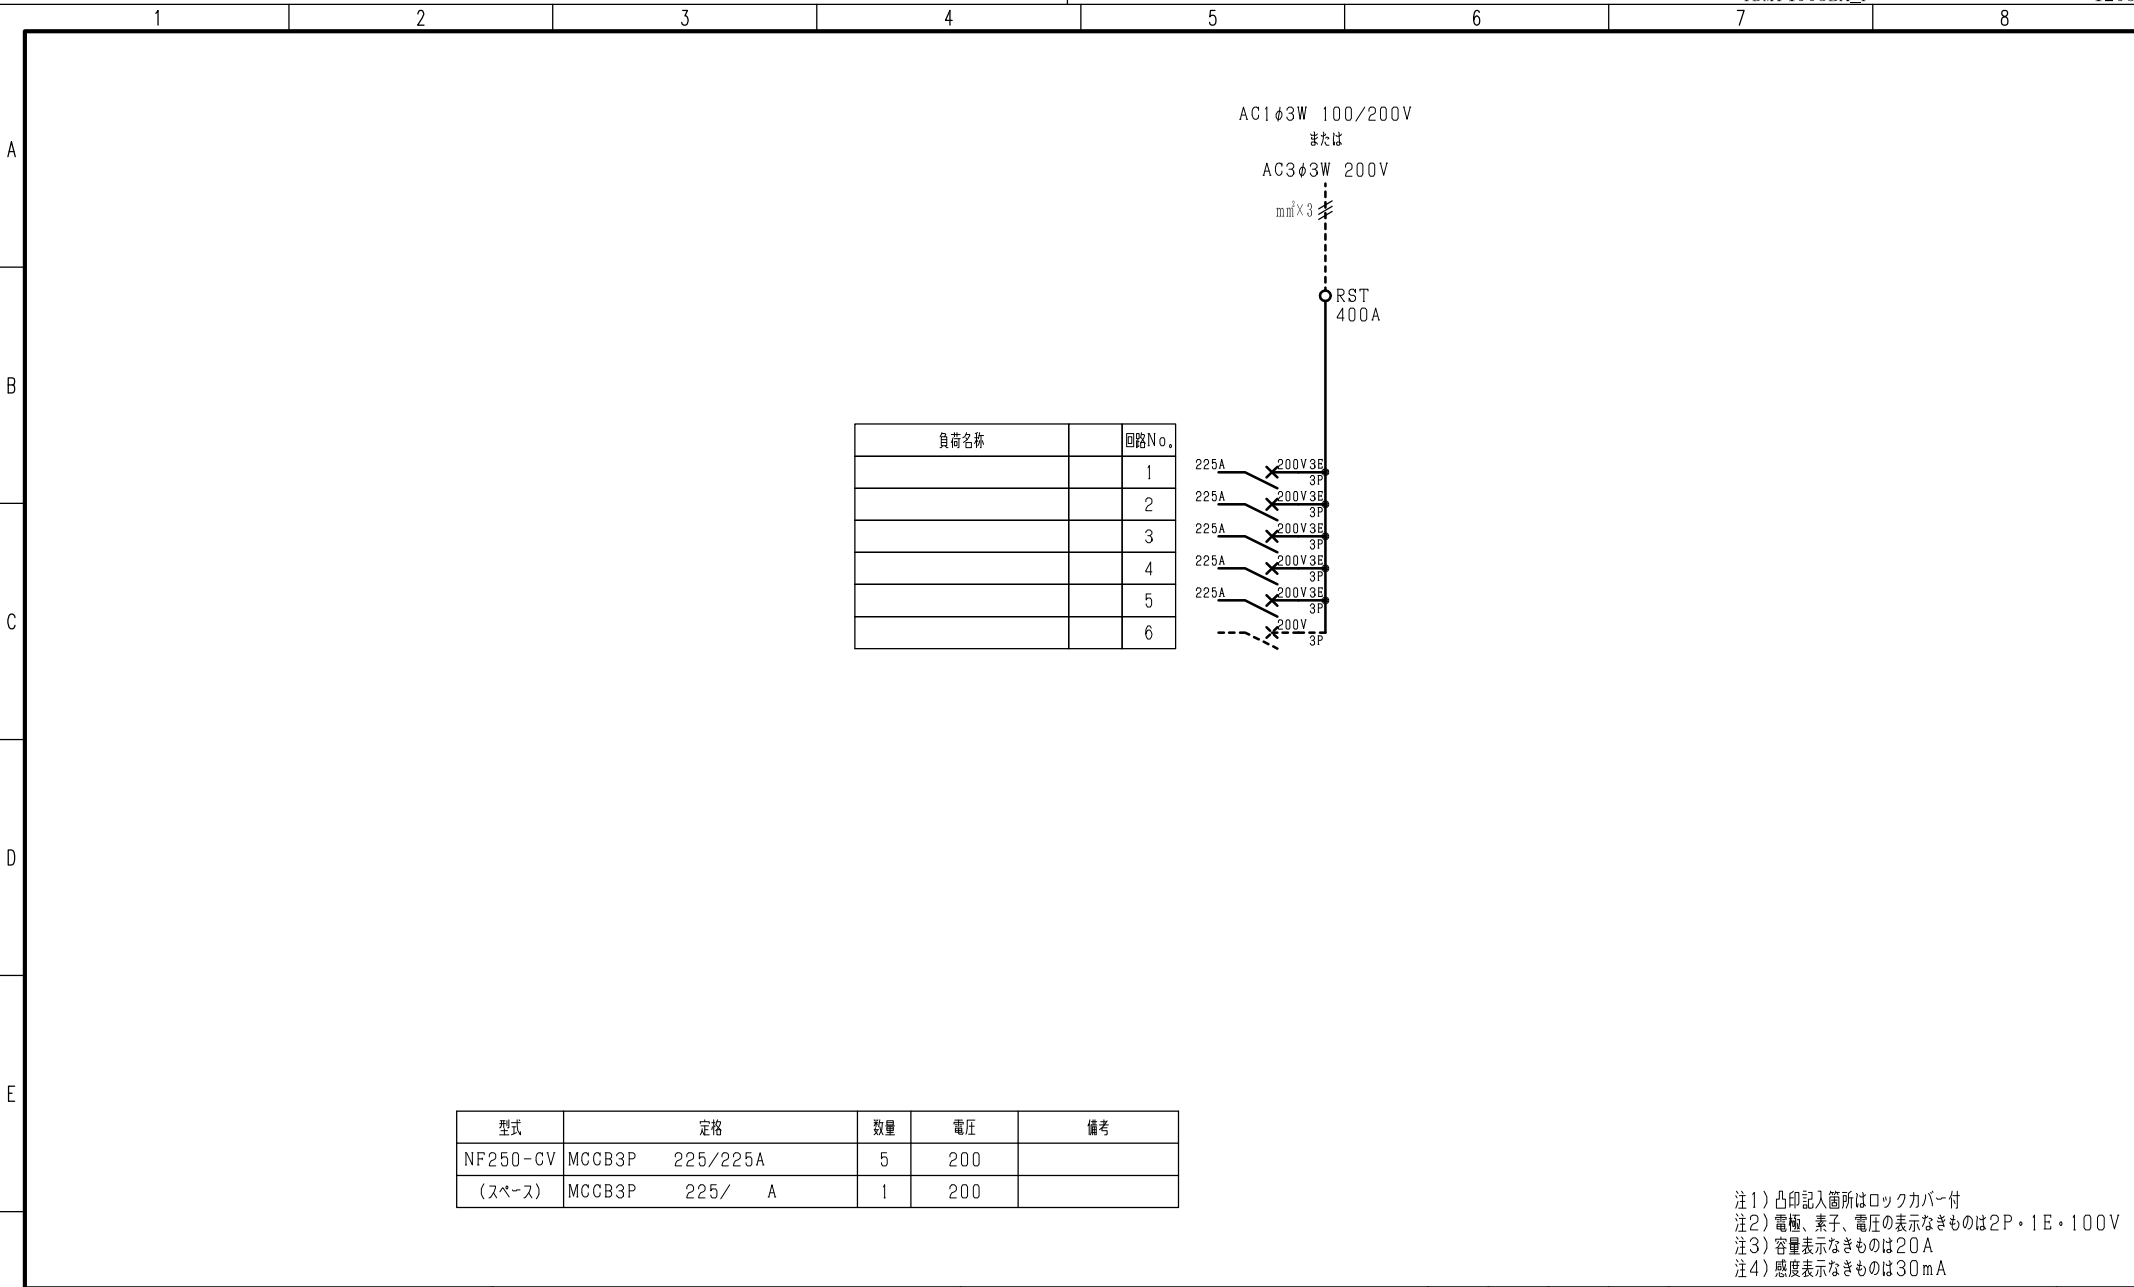 1 2 3 4 5 6 7 8
A
B
C
D
E
AC1φ3W 100/200V
または
AC3φ3W 200V
mm²×3
RST
400A
負荷名称 回路No.
1 225A 200V 3E
3P
2 225A 200V 3E
3P
3 225A 200V 3E
3P
4 225A 200V 3E
3P
5 225A 200V 3E
3P
6 200V
3P
型式 定格 数量 電圧 備考
NF250-CV MCCB3P 225/225A 5 200
(スペース) MCCB3P 225/ A 1 200
注1)凸印記入箇所はロックカバー付
注2)電極、素子、電圧の表示なきものは2P・1E・100V
注3)容量表示なきものは20A
注4)感度表示なきものは30mA